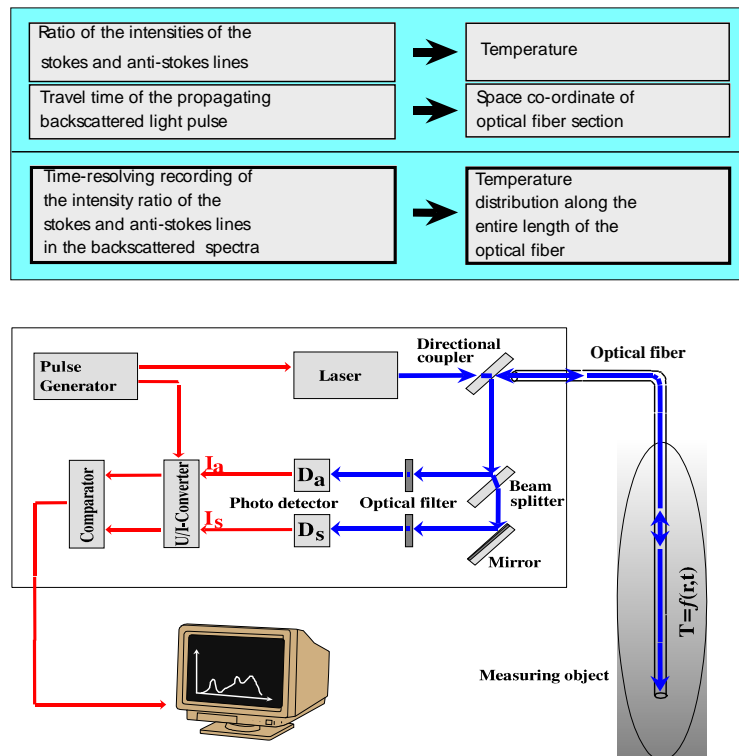 Ratio of the intensities of the
stokes and anti-stokes lines
Temperature
Travel time of the propagating
backscattered light pulse
Space co-ordinate of
optical fiber section
Time-resolving recording of
the intensity ratio of the
stokes and anti-stokes lines
in the backscattered spectra
Temperature
distribution along the
entire length of the
optical fiber
Directional
coupler
Optical fiber
Pulse
Generator
Laser
Ia
Da
Photo detector
Optical filter
Beam
splitter
Is
Ds
Mirror
U/I-Converter
Comparator
T=f(r,t)
Measuring object